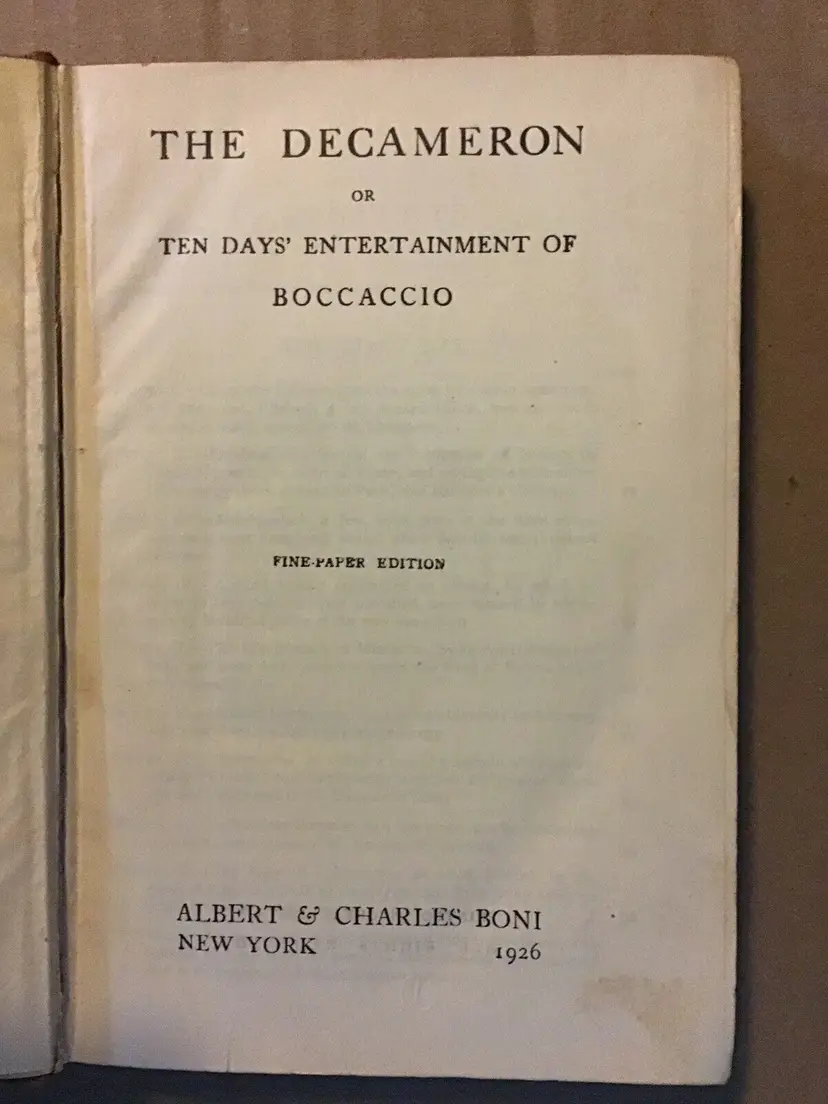 THE DECAMERON
OR
TEN DAYS' ENTERTAINMENT OF
BOCCACCIO
FINE-PAPER EDITION
ALBERT & CHARLES BONI
NEW YORK 1926